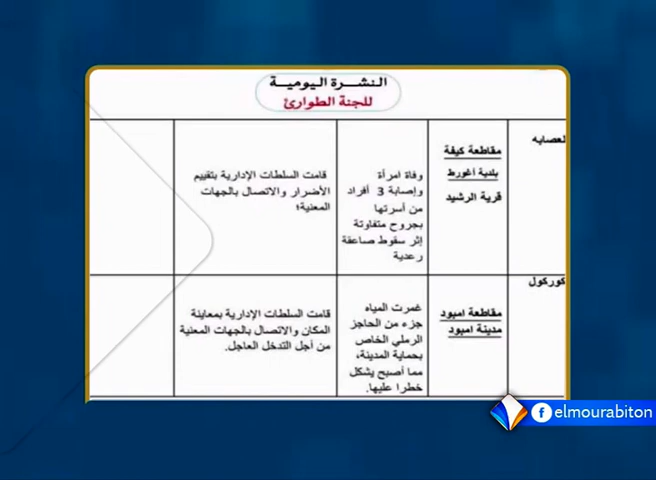 النشرة اليومية
للجنة الطوارئ
لعصابه
مقاطعة كيفة
بلدية أغورط
قرية الرشيد
وفاة امرأة
وإصابة 3 أفراد
من أسرتها
بجروح متفاوتة
إثر سقوط صاعقة
رعدية
قامت السلطات الإدارية بتقييم
الأضرار والاتصال بالجهات
المعنية؛
كوركول
مقاطعة امبود
مدينة امبود
غمرت المياه
جزء من الحاجز
الرملي الخاص
بحماية المدينة،
مما أصبح يشكل
خطرا عليها.
قامت السلطات الإدارية بمعاينة
المكان والاتصال بالجهات المعنية
من أجل التدخل العاجل.
elmourabiton